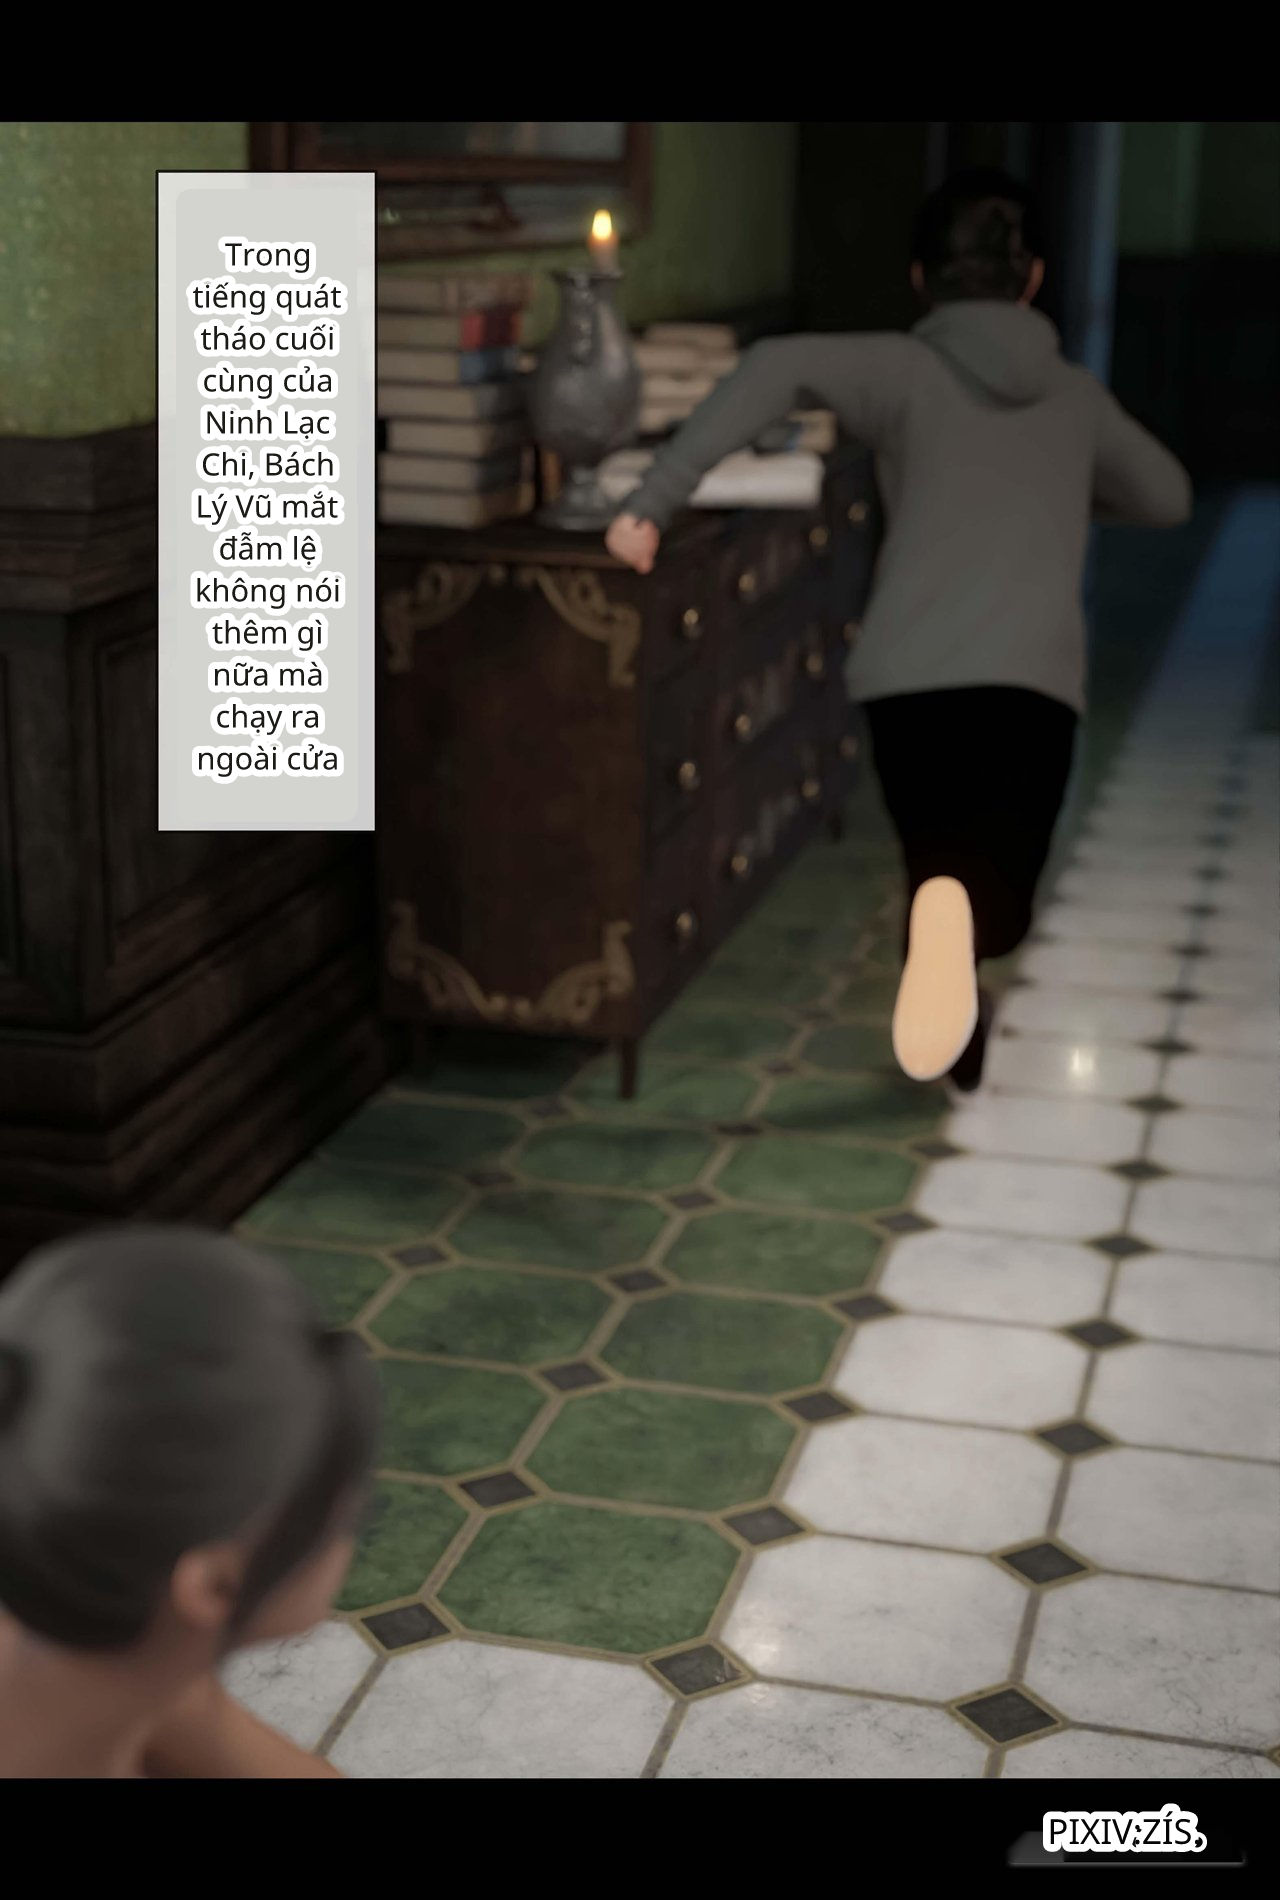 Trong
tiếng quát
tháo cuối
cùng của
Ninh Lạc
Chi, Bách
Lý Vũ mắt
đẫm lệ
không nói
thêm gì
nữa mà
chạy ra
ngoài cửa
PIXIV:ZÍS,